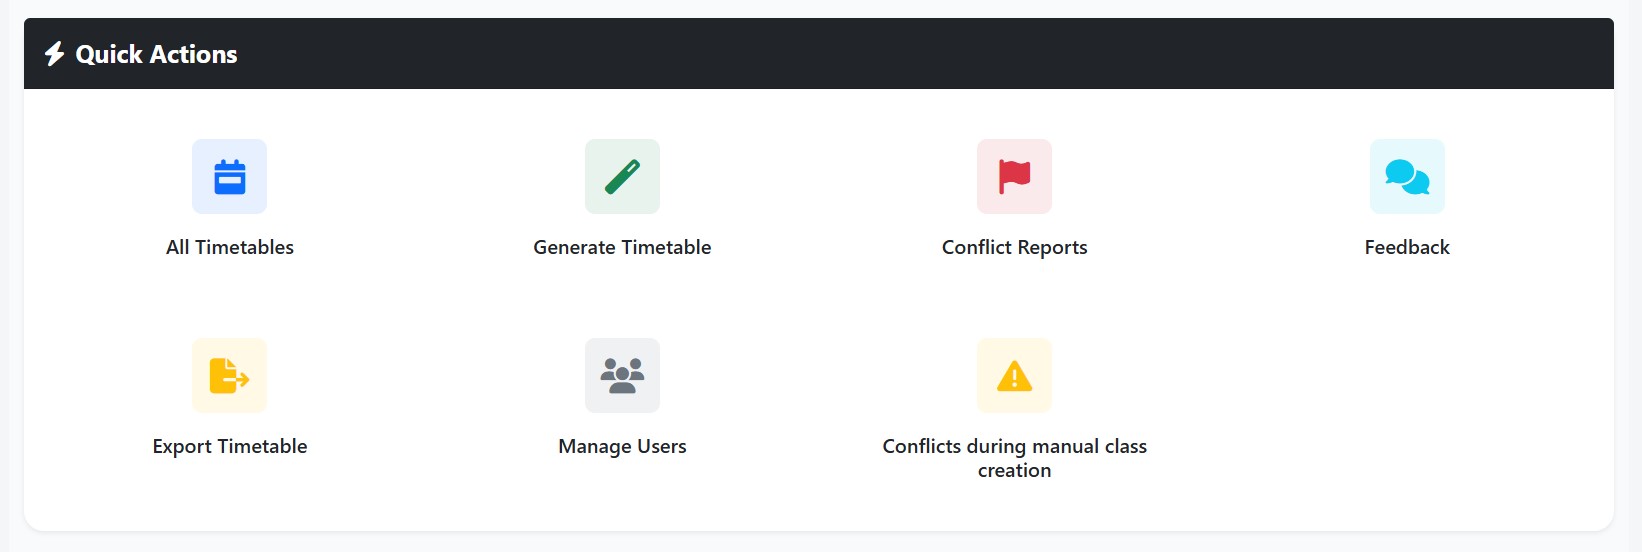 Quick Actions
All Timetables
Generate Timetable
Conflict Reports
Feedback
Export Timetable
Manage Users
Conflicts during manual class
creation